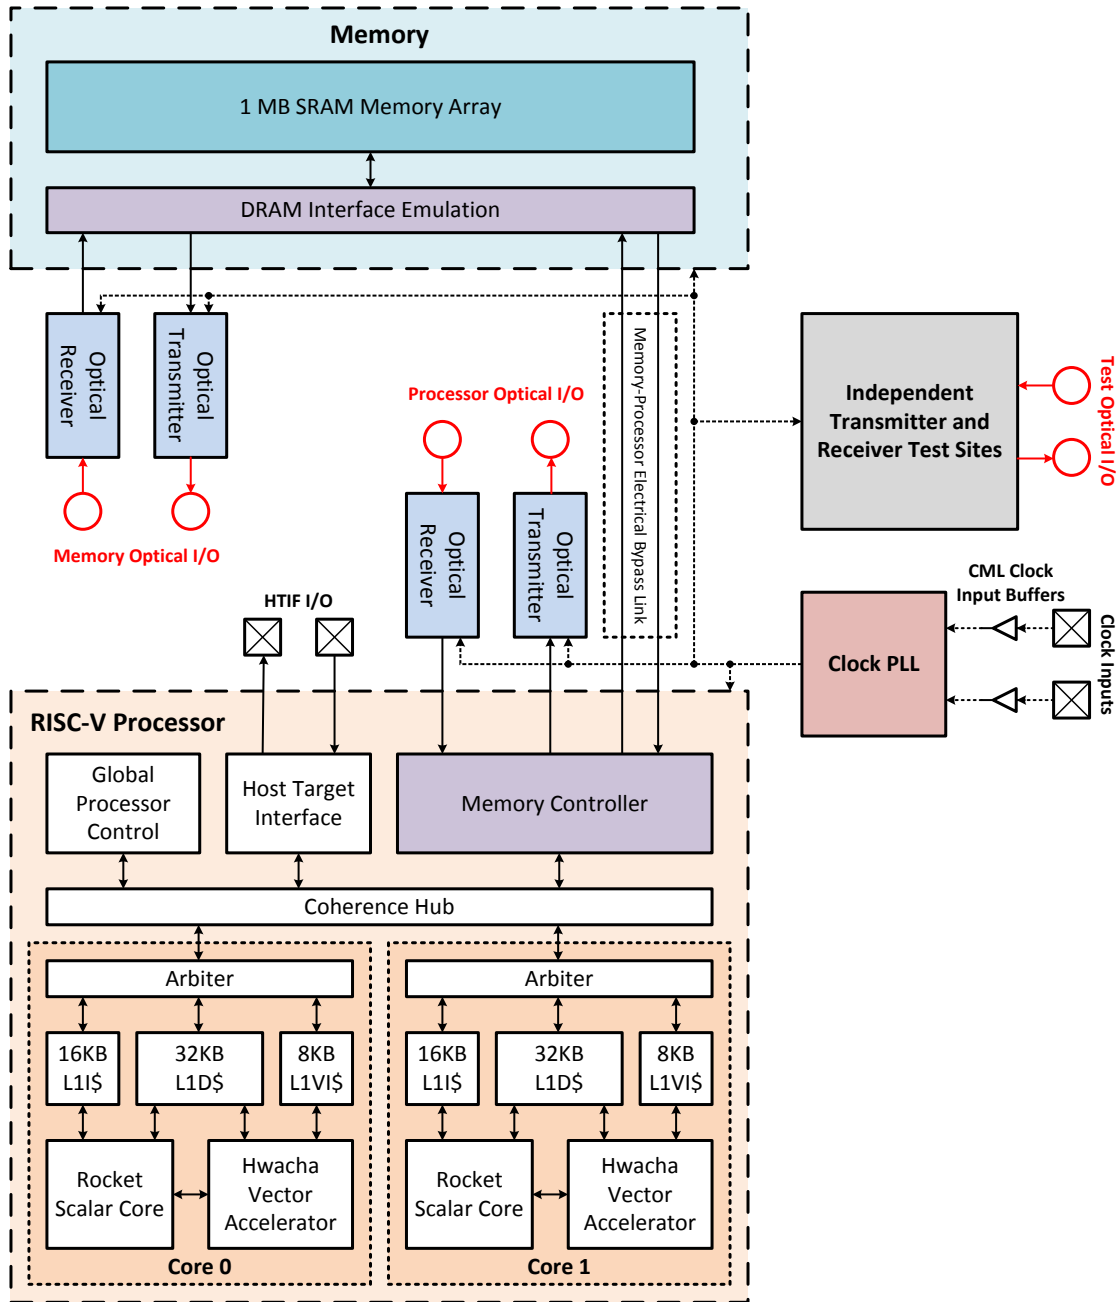 Memory
1 MB SRAM Memory Array
DRAM Interface Emulation
Optical
Receiver
Optical
Transmitter
Memory Optical I/O
Processor Optical I/O
Optical
Receiver
Optical
Transmitter
Memory-Processor Electrical Bypass Link
Independent
Transmitter and
Receiver Test Sites
Test Optical I/O
CML Clock
Input Buffers
Clock PLL
Clock Inputs
HTIF I/O
RISC-V Processor
Global
Processor
Control
Host Target
Interface
Memory Controller
Coherence Hub
Arbiter
16KB
L1I$
32KB
L1D$
8KB
L1VI$
Rocket
Scalar Core
Hwacha
Vector
Accelerator
Core 0
Arbiter
16KB
L1I$
32KB
L1D$
8KB
L1VI$
Rocket
Scalar Core
Hwacha
Vector
Accelerator
Core 1